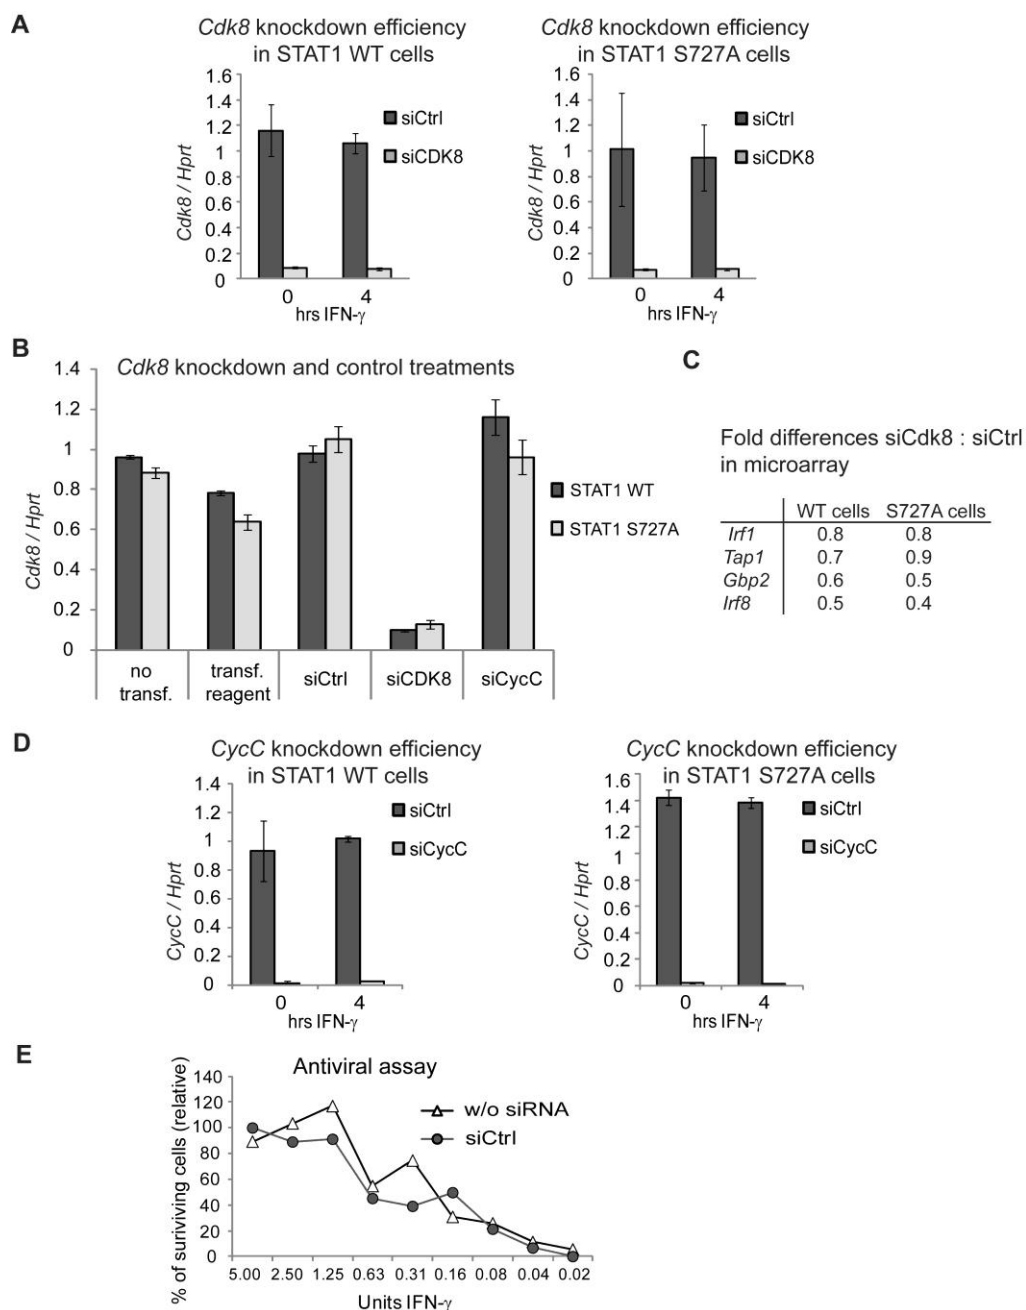 A
Cdk8 knockdown efficiency
in STAT1 WT cells
1.6
1.4
1.2
1
0.8
0.6
0.4
0.2
0
Cdk8 / Hprt
siCtrl
siCDK8
0 4
hrs IFN-γ
Cdk8 knockdown efficiency
in STAT1 S727A cells
1.6
1.4
1.2
1
0.8
0.6
0.4
0.2
0
Cdk8 / Hprt
siCtrl
siCDK8
0 4
hrs IFN-γ
B
Cdk8 knockdown and control treatments
1.4
1.2
1
0.8
0.6
0.4
0.2
0
Cdk8 / Hprt
STAT1 WT
STAT1 S727A
no
transf.
transf.
reagent
siCtrl
siCDK8
siCycC
C
Fold differences siCdk8 : siCtrl
in microarray
WT cells S727A cells
Irf1 0.8 0.8
Tap1 0.7 0.9
Gbp2 0.6 0.5
Irf8 0.5 0.4
D
CycC knockdown efficiency
in STAT1 WT cells
1.4
1.2
1
0.8
0.6
0.4
0.2
0
CycC / Hprt
siCtrl
siCycC
0 4
hrs IFN-γ
CycC knockdown efficiency
in STAT1 S727A cells
1.6
1.4
1.2
1
0.8
0.6
0.4
0.2
0
CycC / Hprt
siCtrl
siCycC
0 4
hrs IFN-γ
E
Antiviral assay
% of suriviving cells (relative)
140
120
100
80
60
40
20
0
w/o siRNA
siCtrl
5.00 2.50 1.25 0.63 0.31 0.16 0.08 0.04 0.02
Units IFN-γ